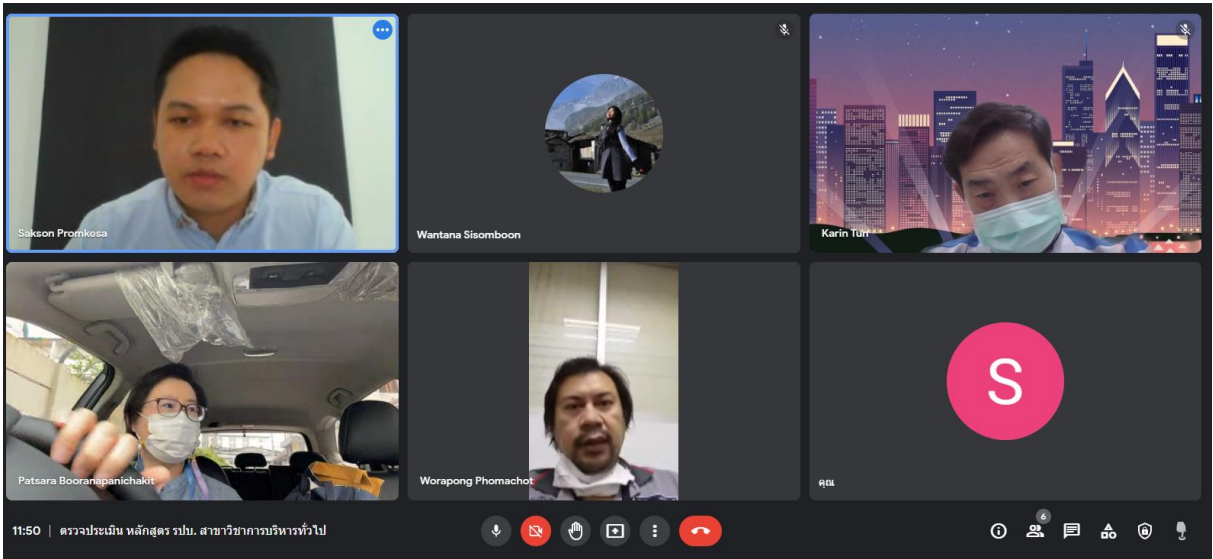 Sakson Promkesa
Wantana Sisomboon
Karin Tun
Patsara Booranapanichakit
Worapong Phomachot
S
คุณ
11:50 | ตรวจประเมิน หลักสูตร รปบ. สาขาวิชาการบริหารทั่วไป
6